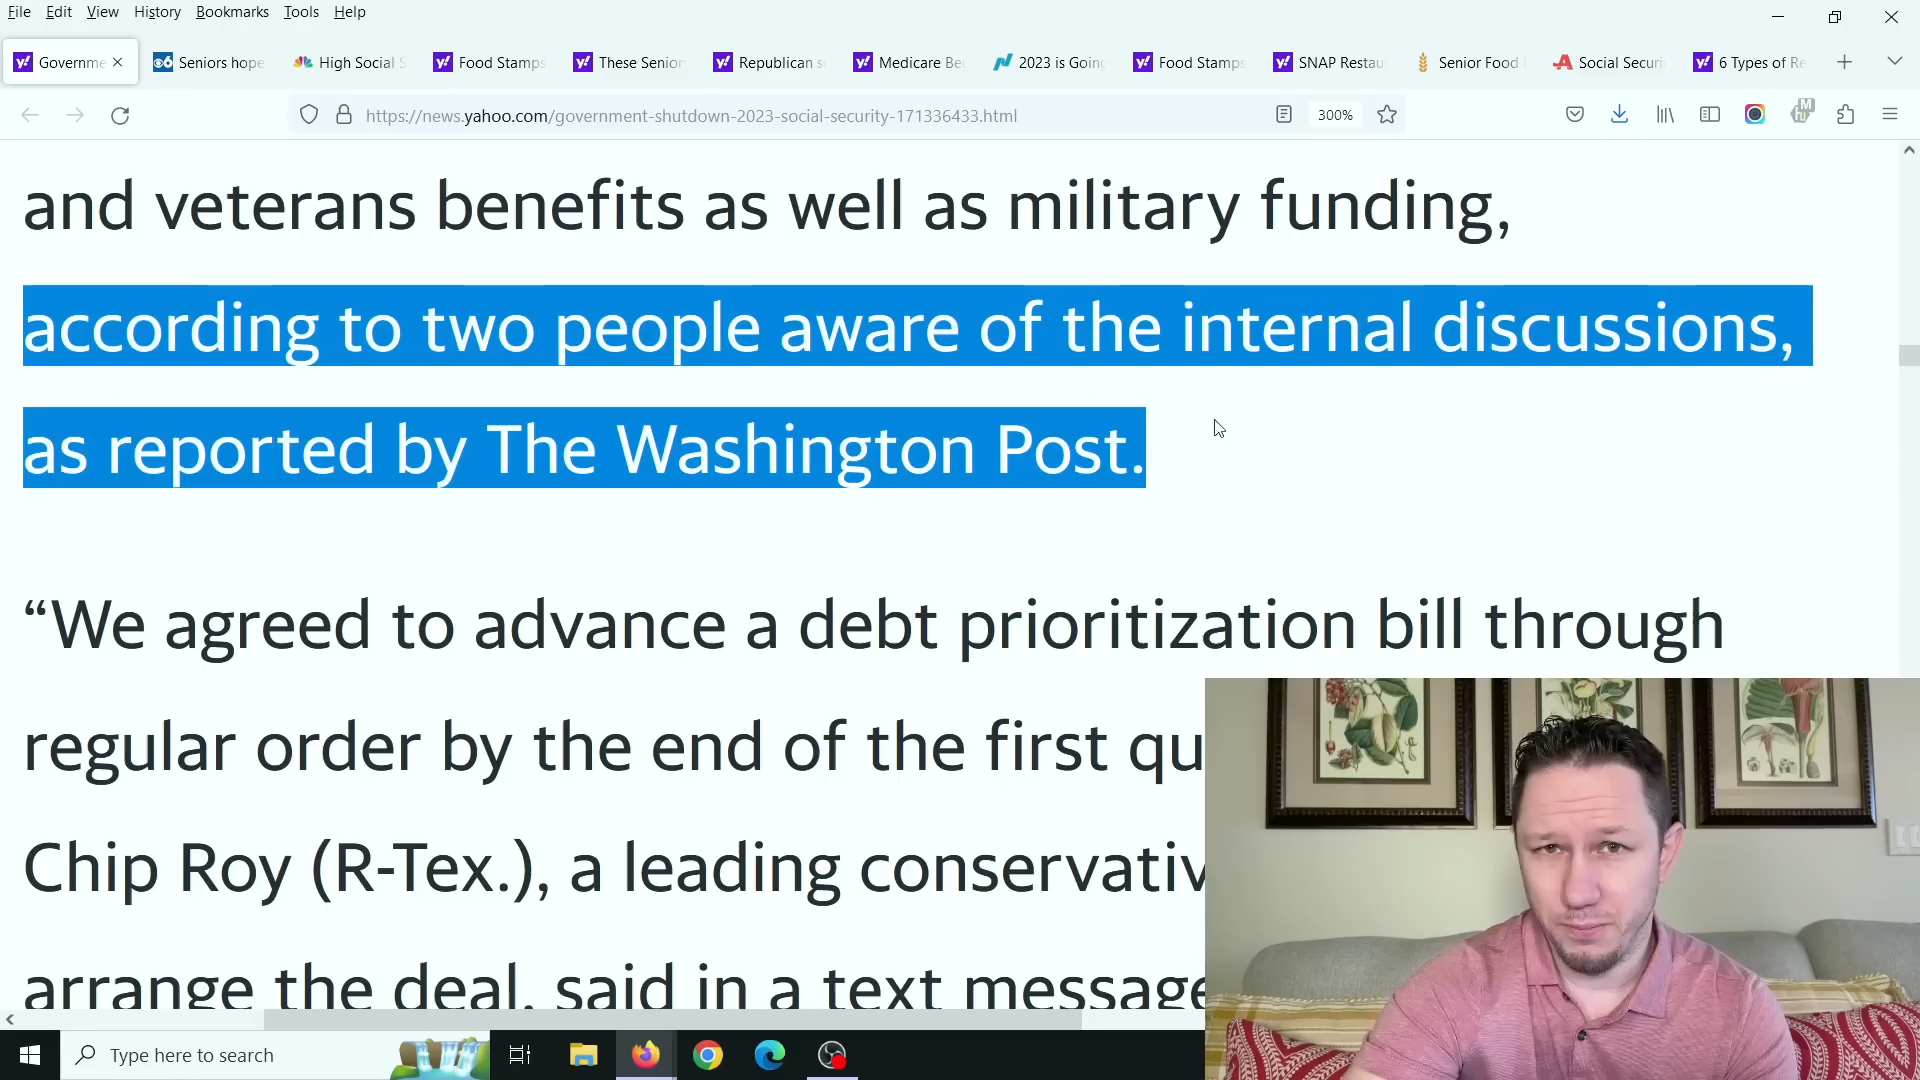 File Edit View History Bookmarks Tools Help
Governme Seniors hope High Social S Food Stamps These Senior Republican s Medicare Be 2023 is Going Food Stamps SNAP Restau Senior Food Social Securi 6 Types of Re
https://news.yahoo.com/government-shutdown-2023-social-security-171336433.html 300%
and veterans benefits as well as military funding,
according to two people aware of the internal discussions,
as reported by The Washington Post.
“We agreed to advance a debt prioritization bill through
regular order by the end of the first qu
Chip Roy (R-Tex.), a leading conservativ
arrange the deal, said in a text message
Type here to search